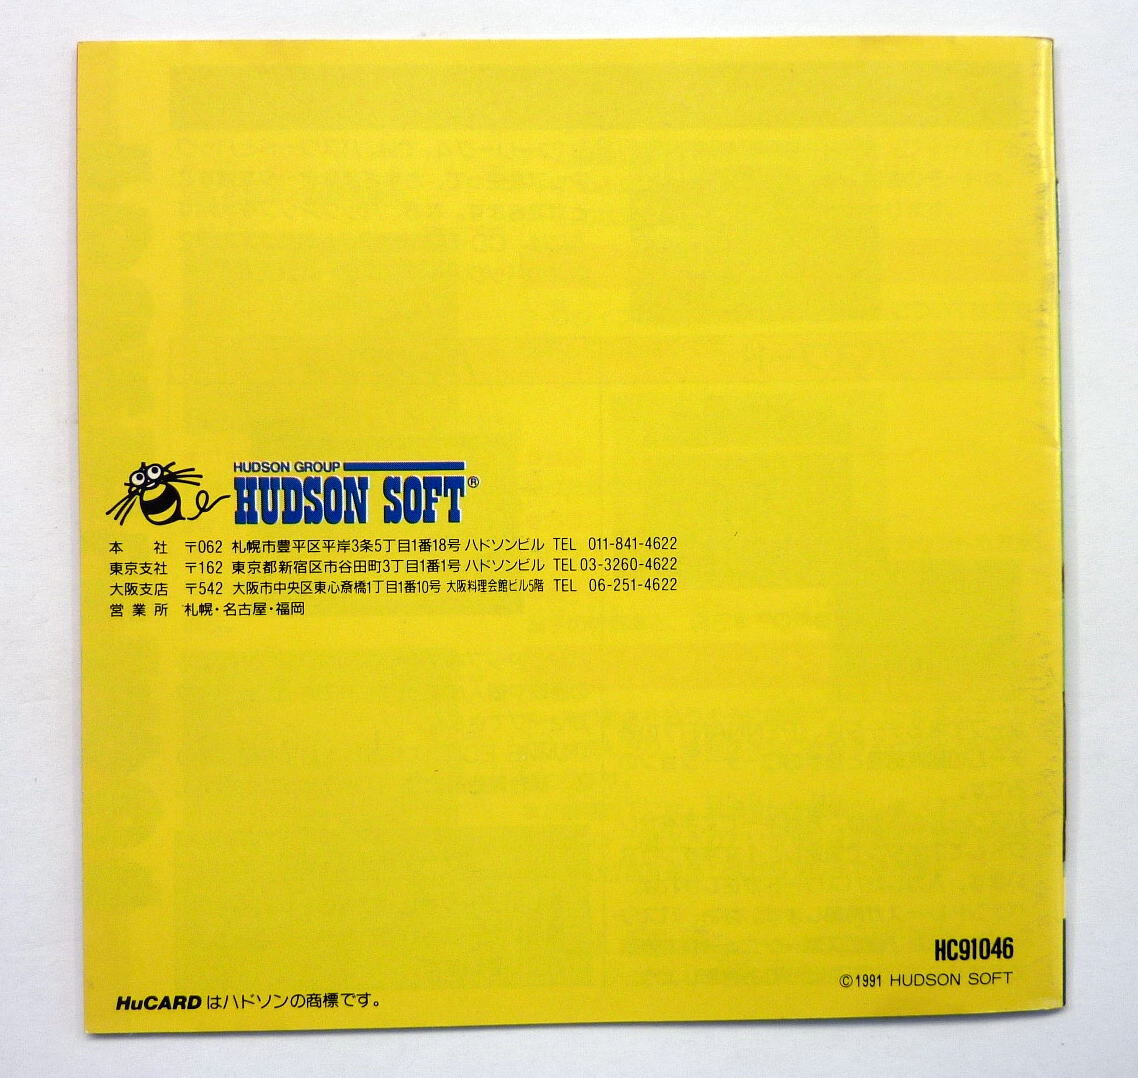 HUDSON GROUP
HUDSON SOFT®
本社 〒062 札幌市豊平区平岸3条5丁目1番18号 ハドソンビル TEL 011-841-4622
東京支社 〒162 東京都新宿区市谷田町3丁目1番1号 ハドソンビル TEL 03-3260-4622
大阪支店 〒542 大阪市中央区東心斎橋1丁目1番10号 大阪料理会館ビル5階 TEL 06-251-4622
営業所 札幌・名古屋・福岡
HC91046
©1991 HUDSON SOFT
HuCARDはハドソンの商標です。